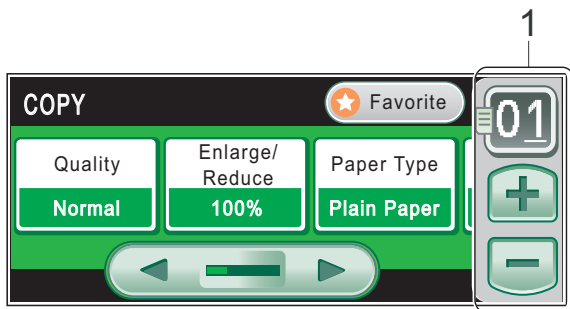 1
COPY
Favorite
01
Quality
Enlarge/
Reduce
Paper Type
Normal
100%
Plain Paper